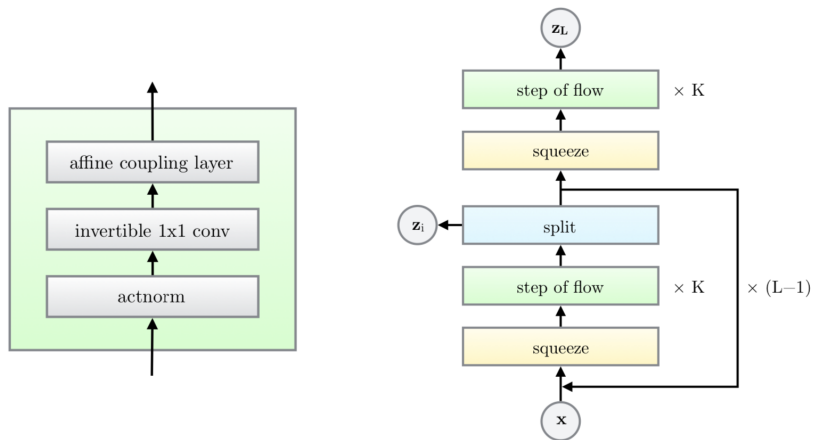 affine coupling layer
invertible 1x1 conv
actnorm
z_L
step of flow × K
squeeze
z_i
split
step of flow × K
× (L−1)
squeeze
x